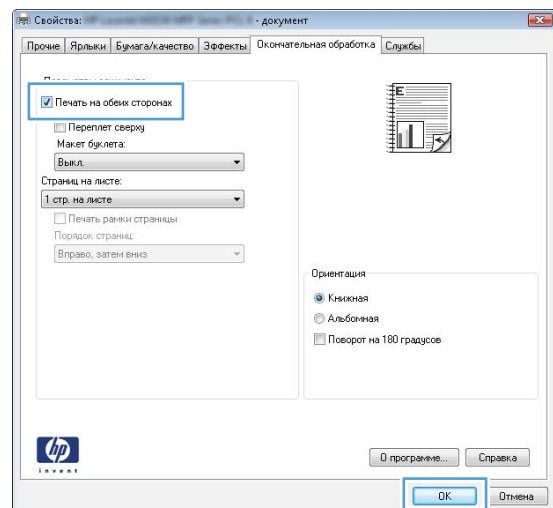 Свойства: - документ
Прочие Ярлыки Бумага/качество Эффекты Окончательная обработка Службы
Печать на обеих сторонах
Переплет сверху
Макет буклета:
Выкл.
Страниц на листе:
1 стр. на листе
Печать рамки страницы
Порядок страниц:
Вправо, затем вниз
Ориентация
Книжная
Альбомная
Поворот на 180 градусов
hp
invent
О программе... Справка
OK Отмена